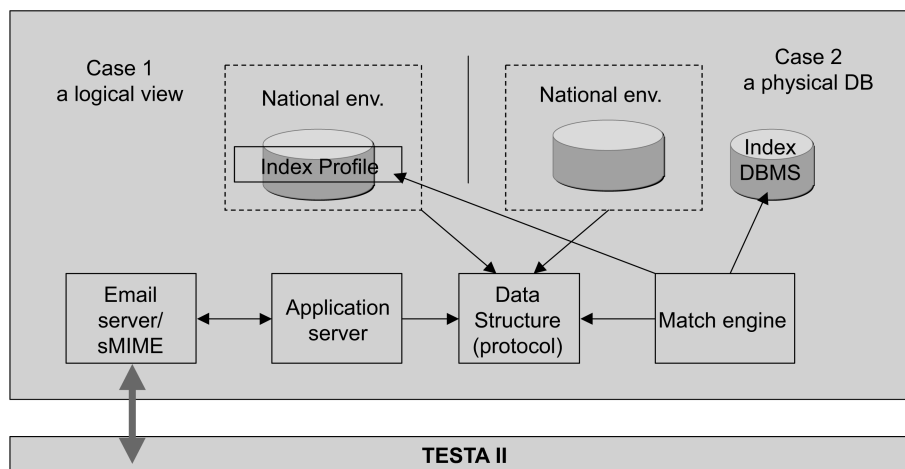 Case 1
a logical view
National env.
Index Profile
National env.
Case 2
a physical DB
Index
DBMS
Email
server/
sMIME
Application
server
Data
Structure
(protocol)
Match engine
TESTA II